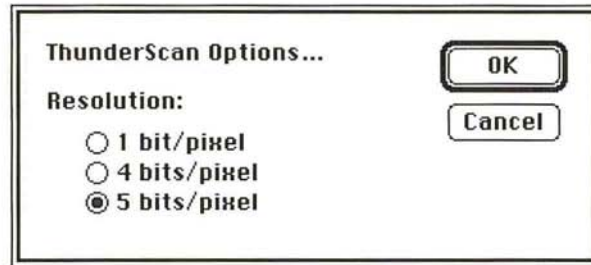 ThunderScan Options...
OK
Resolution:
Cancel
1 bit/pixel
4 bits/pixel
5 bits/pixel